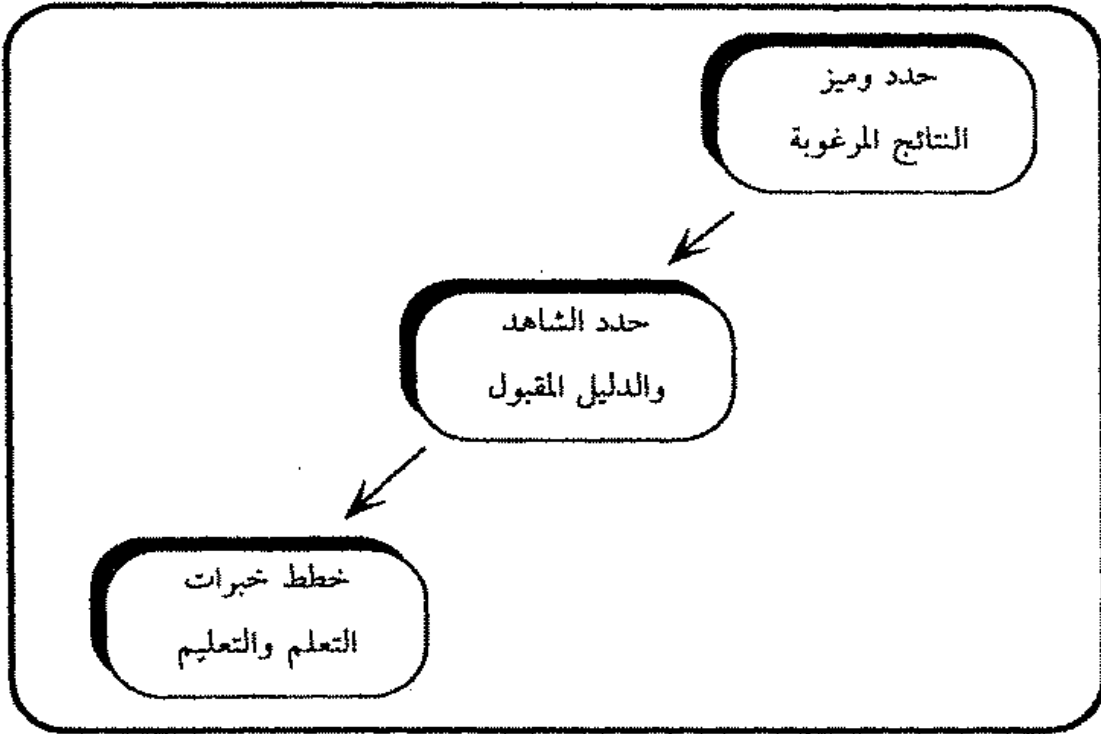 حدد وميز
النتائج المرغوبة
حدد الشاهد
والدليل المقبول
خطط خبرات
التعلم والتعليم